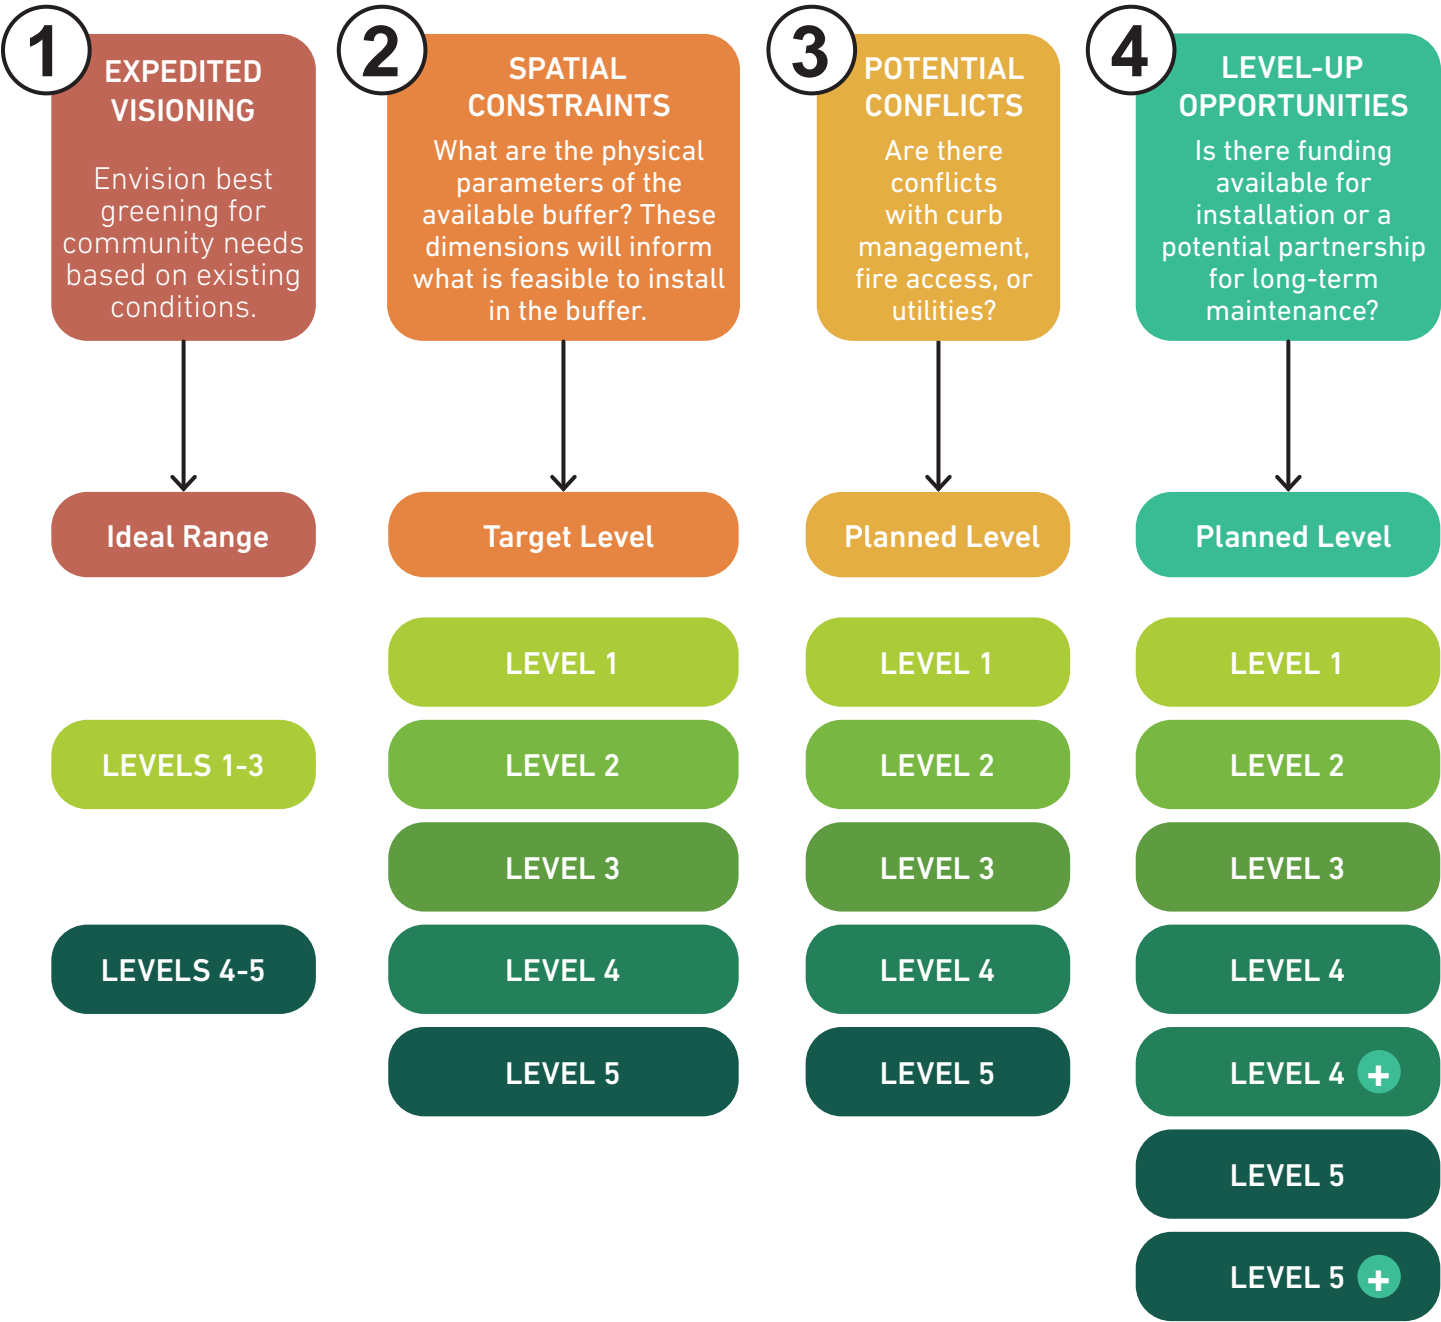 1
EXPEDITED
VISIONING
Envision best
greening for
community needs
based on existing
conditions.
2
SPATIAL
CONSTRAINTS
What are the physical
parameters of the
available buffer? These
dimensions will inform
what is feasible to install
in the buffer.
3
POTENTIAL
CONFLICTS
Are there
conflicts
with curb
management,
fire access, or
utilities?
4
LEVEL-UP
OPPORTUNITIES
Is there funding
available for
installation or a
potential partnership
for long-term
maintenance?
Ideal Range
LEVELS 1-3
LEVELS 4-5
Target Level
LEVEL 1
LEVEL 2
LEVEL 3
LEVEL 4
LEVEL 5
Planned Level
LEVEL 1
LEVEL 2
LEVEL 3
LEVEL 4
LEVEL 5
Planned Level
LEVEL 1
LEVEL 2
LEVEL 3
LEVEL 4
LEVEL 4 +
LEVEL 5
LEVEL 5 +